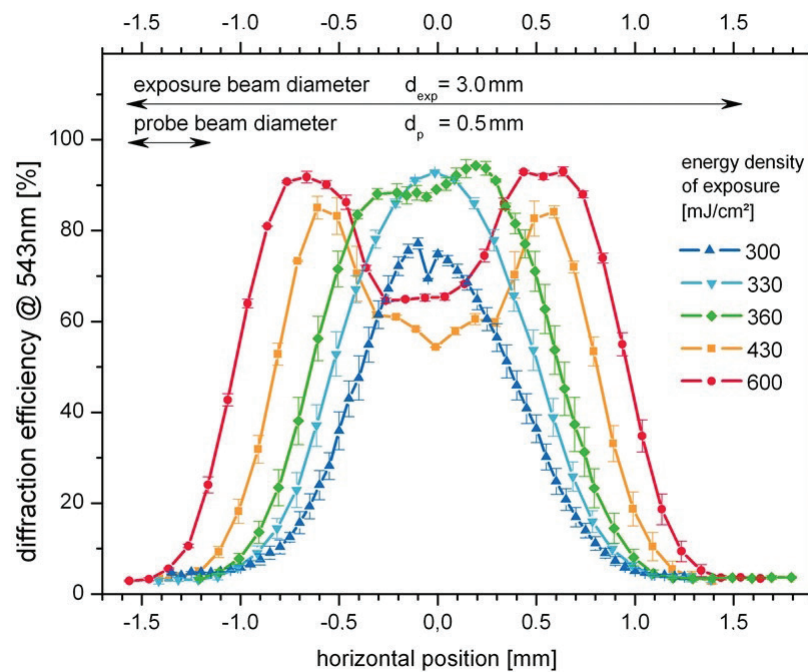 -1.5 -1.0 -0.5 0.0 0.5 1.0 1.5
exposure beam diameter d_exp = 3.0 mm
probe beam diameter d_p = 0.5 mm
100
80
60
40
20
0
diffraction efficiency @ 543nm [%]
energy density
of exposure
[mJ/cm²]
300
330
360
430
600
-1.5 -1.0 -0.5 0,0 0.5 1.0 1.5
horizontal position [mm]